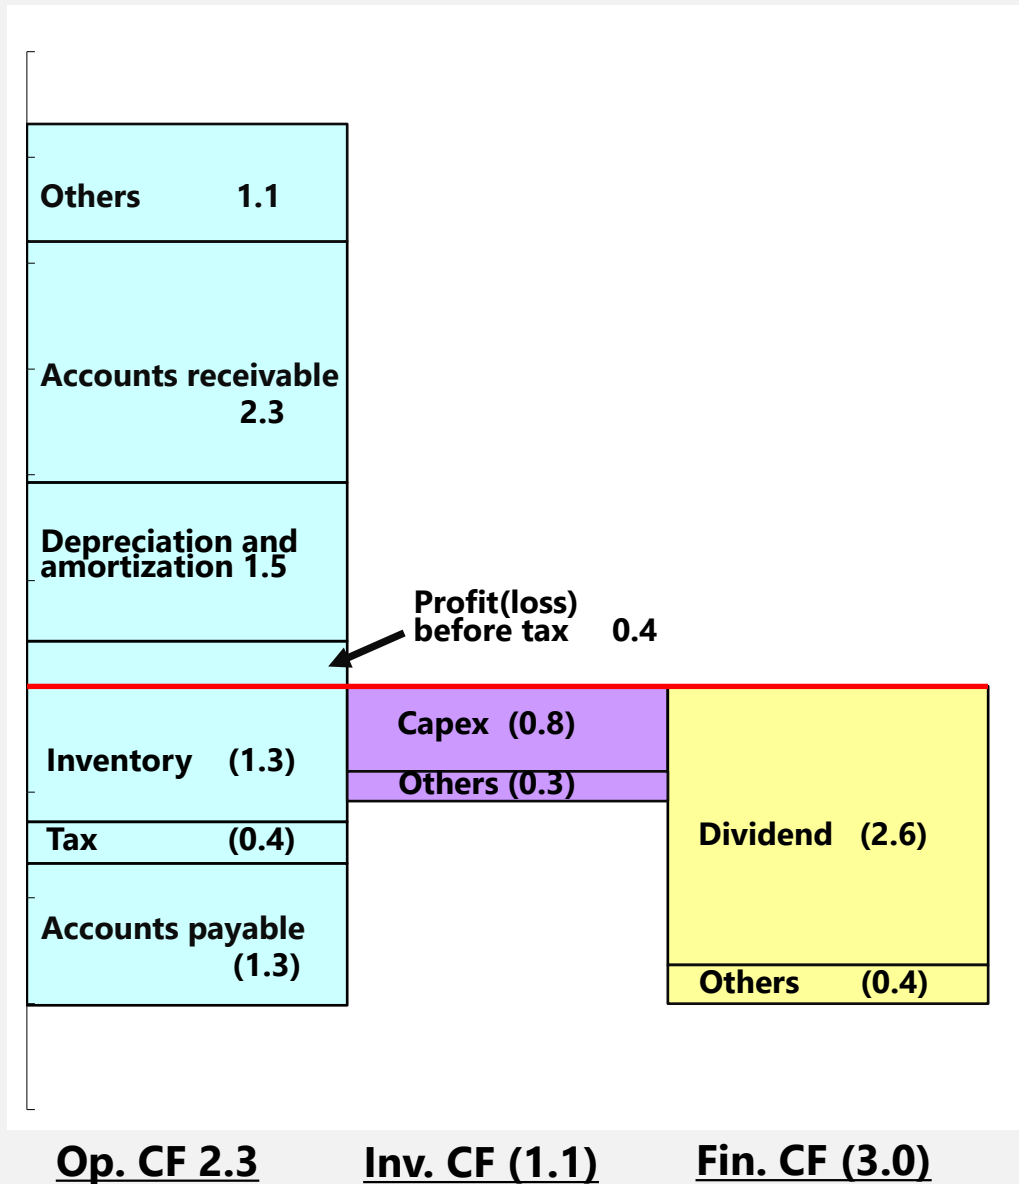 Others 1.1
Accounts receivable
2.3
Depreciation and
amortization 1.5
Profit(loss)
before tax 0.4
Inventory (1.3)
Tax (0.4)
Accounts payable
(1.3)
Capex (0.8)
Others (0.3)
Dividend (2.6)
Others (0.4)
Op. CF 2.3
Inv. CF (1.1)
Fin. CF (3.0)